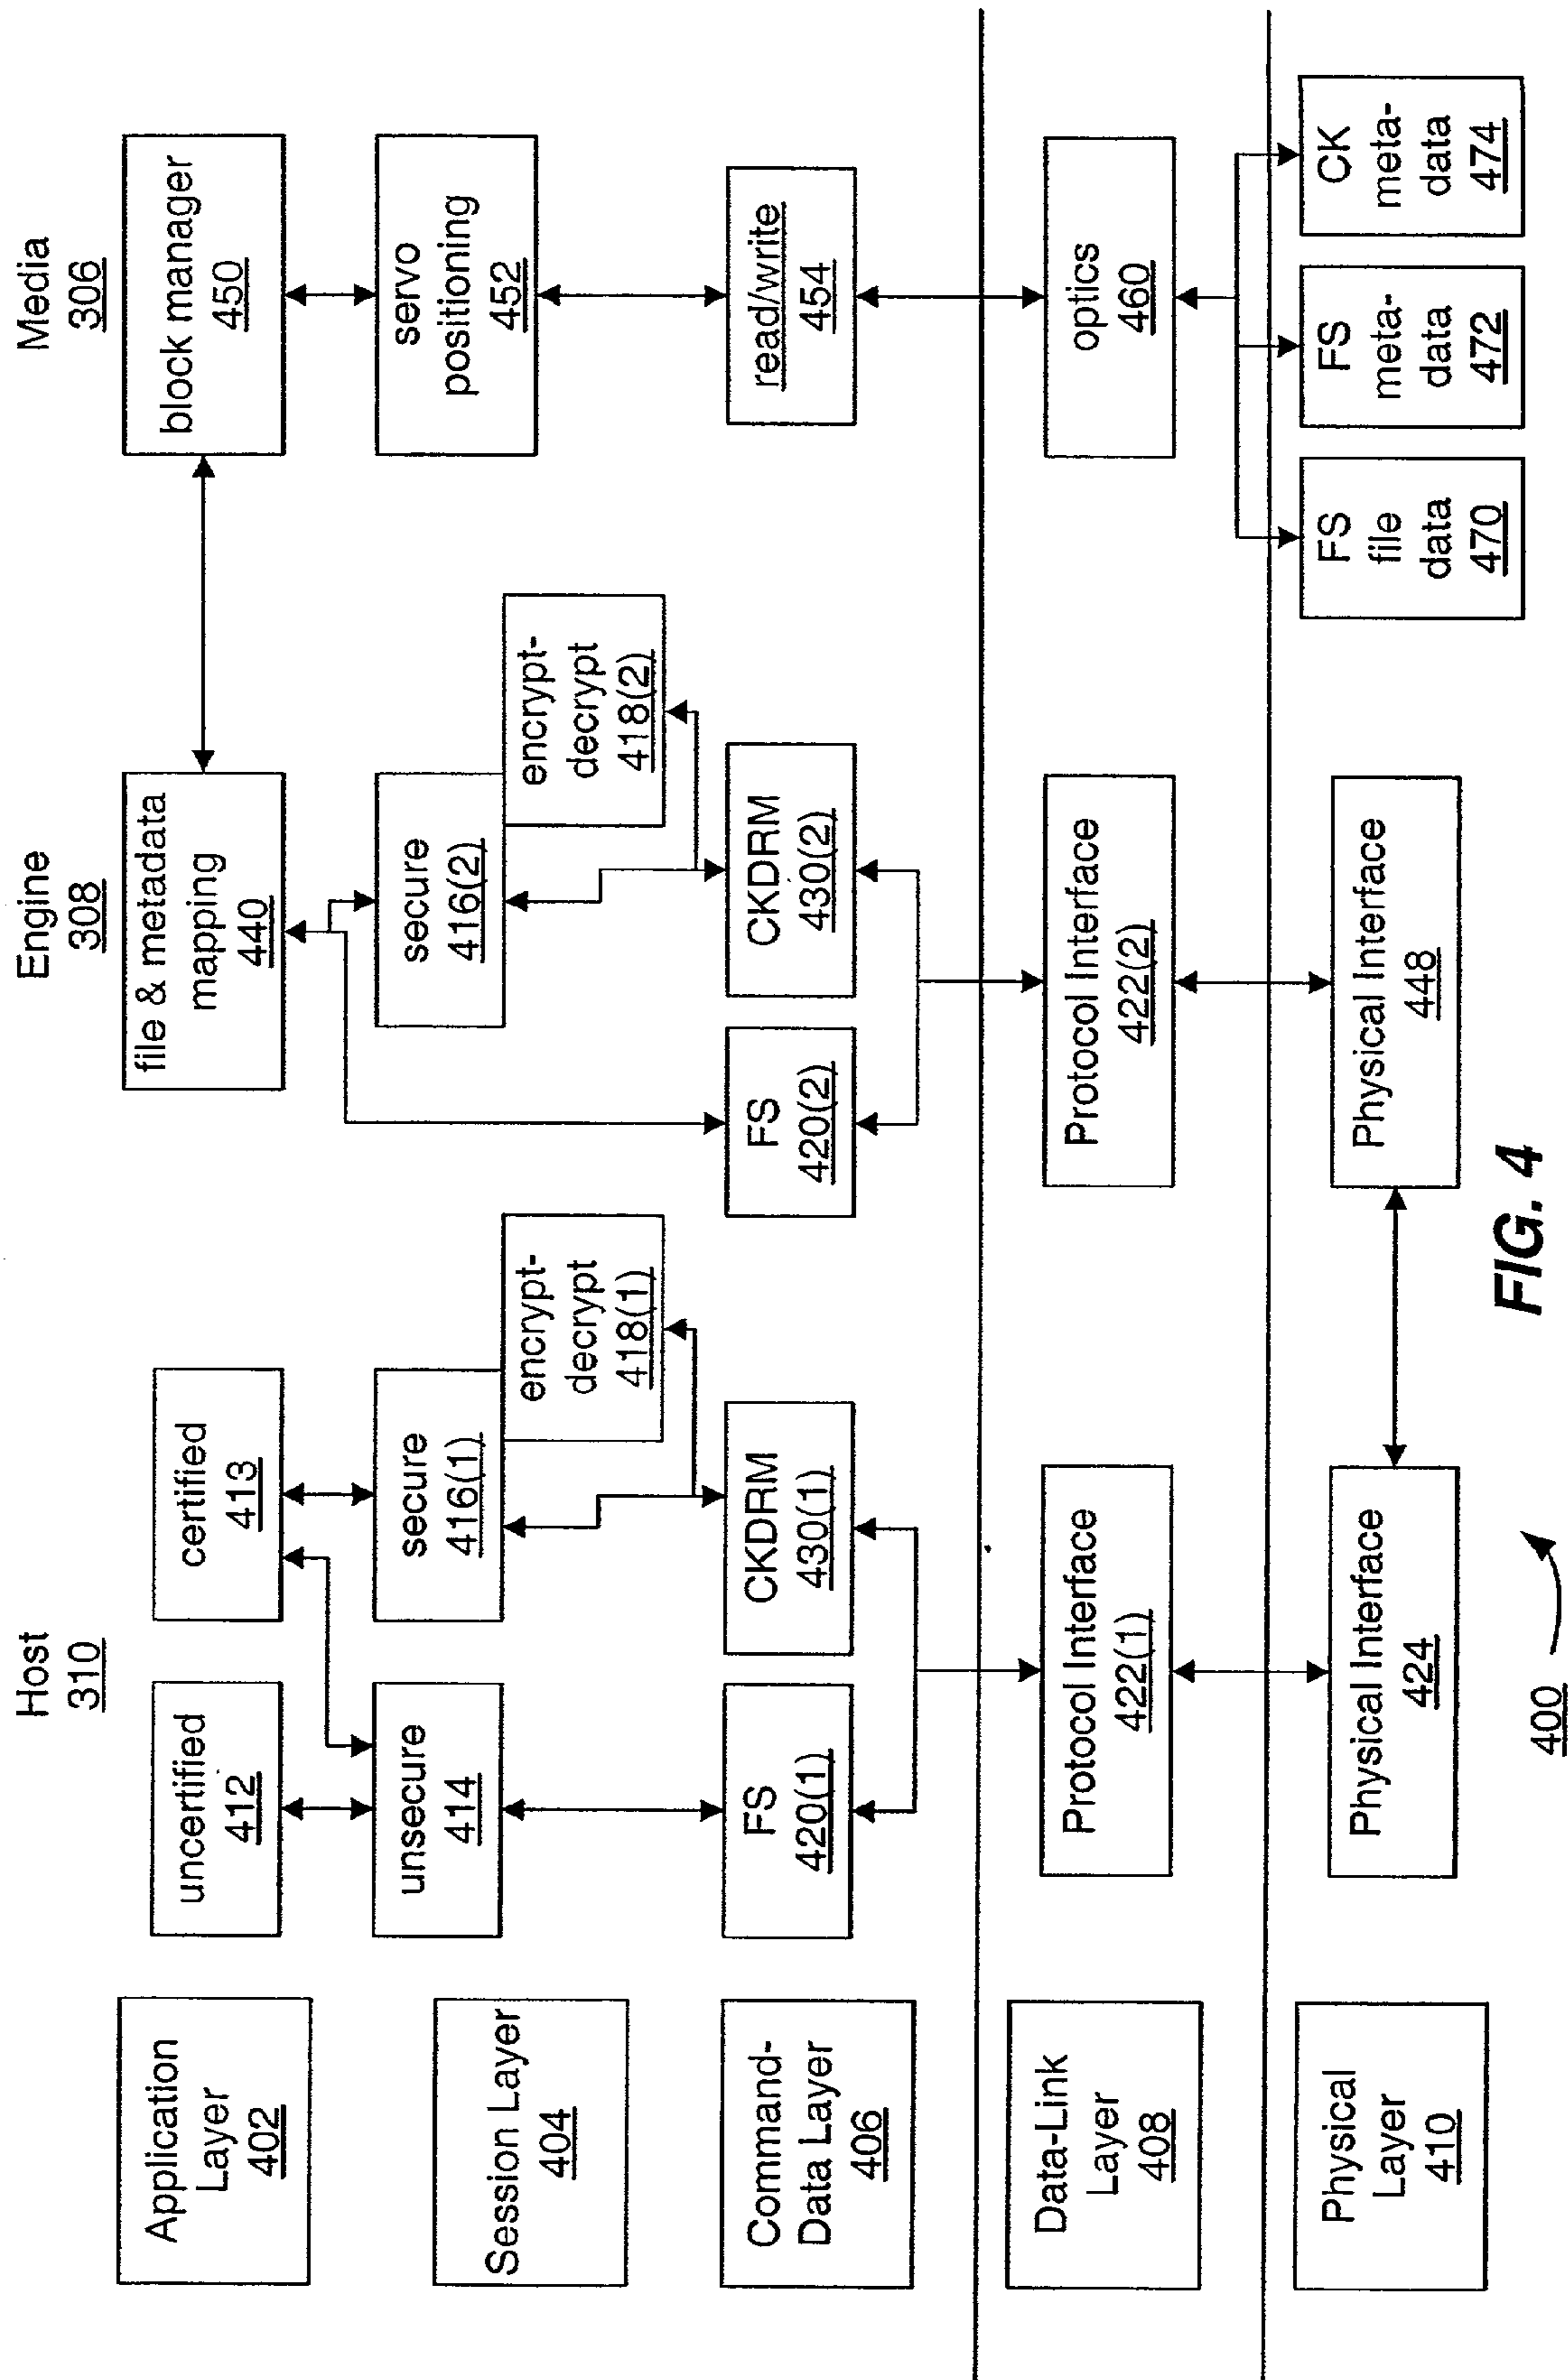 Host
310
Engine
308
Media
306
Application
Layer
402
uncertified
412
certified
413
file & metadata
mapping
440
block manager
450
Session Layer
404
unsecure
414
secure
416(1)
encrypt-
decrypt
418(1)
secure
416(2)
encrypt-
decrypt
418(2)
servo
positioning
452
Command-
Data Layer
406
FS
420(1)
CKDRM
430(1)
FS
420(2)
CKDRM
430(2)
read/write
454
Data-Link
Layer
408
Protocol Interface
422(1)
Protocol Interface
422(2)
optics
460
Physical
Layer
410
Physical Interface
424
Physical Interface
448
FS
file
data
470
FS
meta-
data
472
CK
meta-
data
474
400
FIG. 4